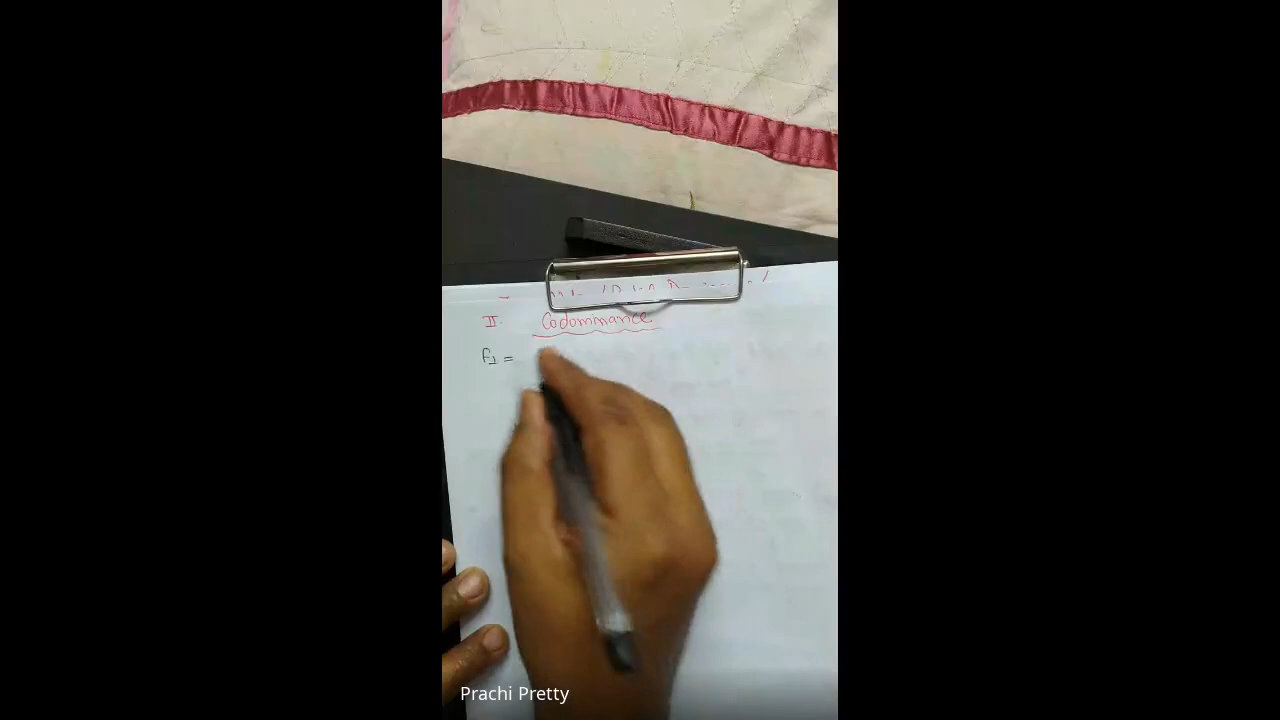 II. Codominance
F1 =
Prachi Pretty